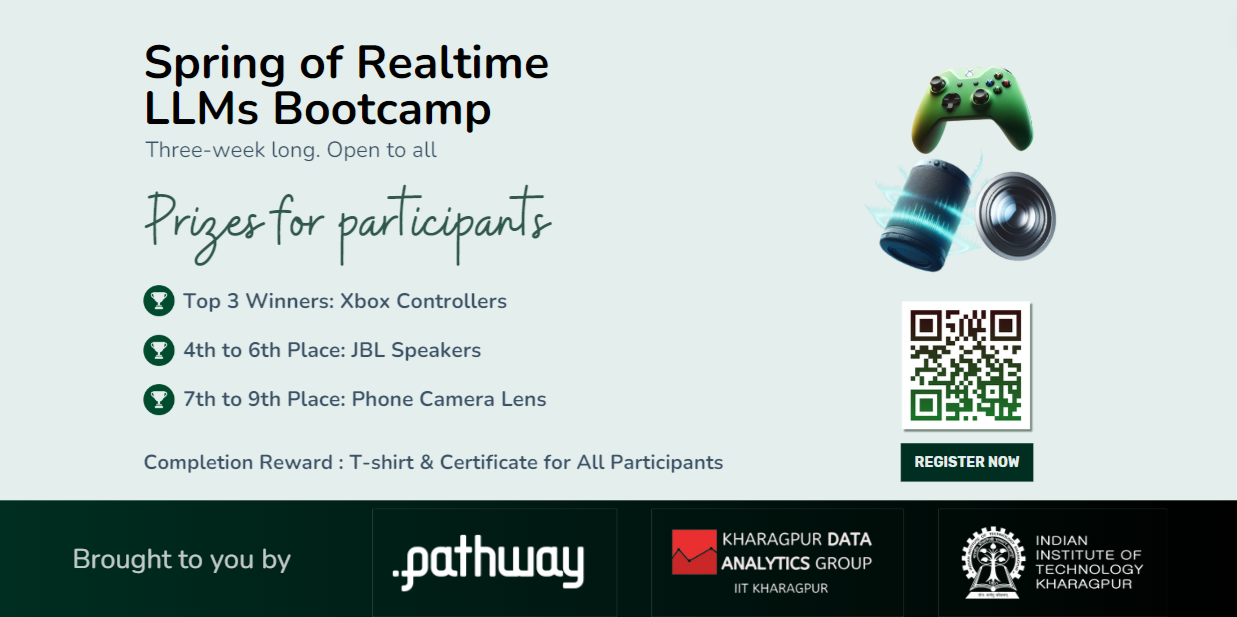 Spring of Realtime
LLMs Bootcamp
Three-week long. Open to all
Prizes for participants
Top 3 Winners: Xbox Controllers
4th to 6th Place: JBL Speakers
7th to 9th Place: Phone Camera Lens
Completion Reward : T-shirt & Certificate for All Participants
REGISTER NOW
Brought to you by
..pathway
KHARAGPUR DATA
ANALYTICS GROUP
IIT KHARAGPUR
INDIAN
INSTITUTE OF
TECHNOLOGY
KHARAGPUR